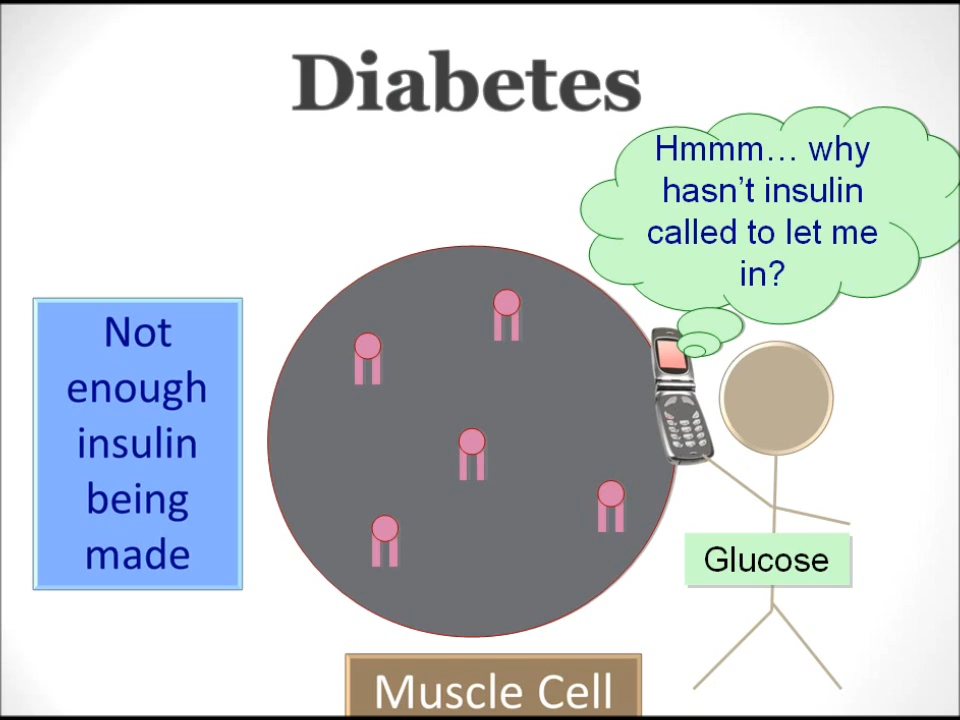 Diabetes
Hmmm… why
hasn’t insulin
called to let me
in?
Not
enough
insulin
being
made
Glucose
Muscle Cell